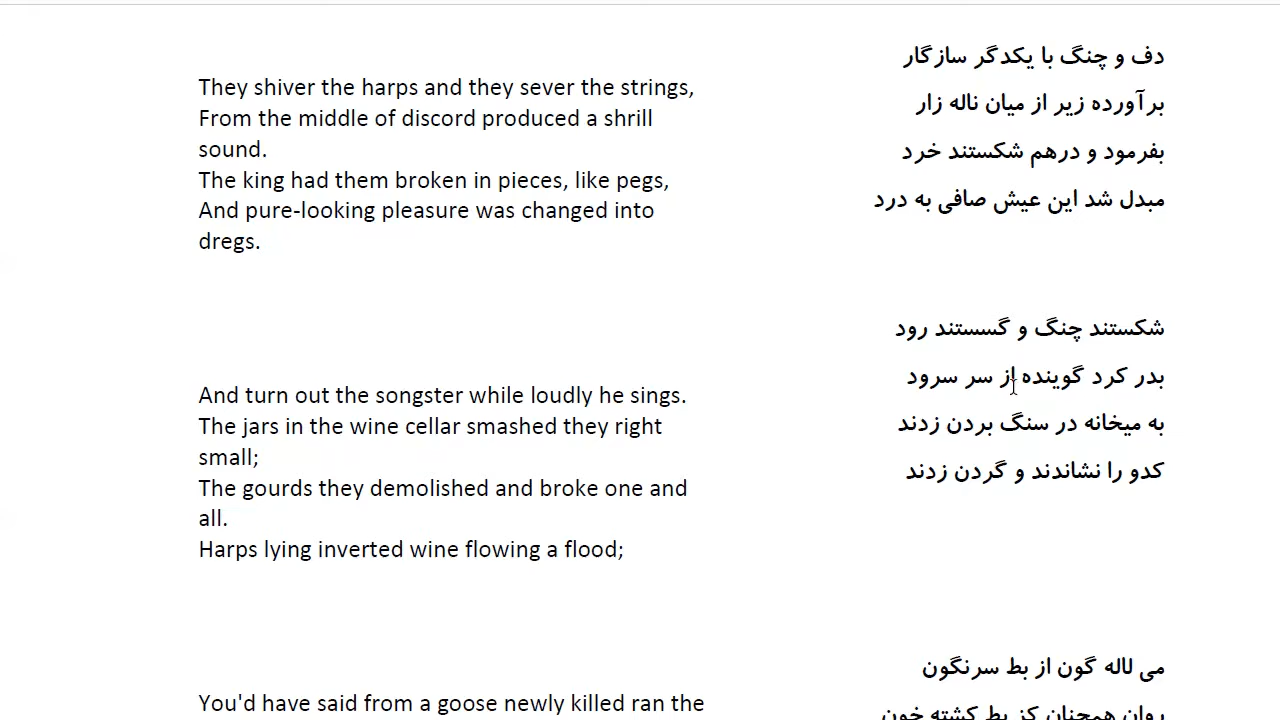 They shiver the harps and they sever the strings,
From the middle of discord produced a shrill
sound.
The king had them broken in pieces, like pegs,
And pure-looking pleasure was changed into
dregs.
And turn out the songster while loudly he sings.
The jars in the wine cellar smashed they right
small;
The gourds they demolished and broke one and
all.
Harps lying inverted wine flowing a flood;
You'd have said from a goose newly killed ran the
دف و چنگ با یکدگر سازگار
برآورده زیر از میان ناله زار
بفرمود و درهم شکستند خرد
مبدل شد این عیش صافی به درد
شکستند چنگ و گسستند رود
بدر کرد گوینده از سر سرود
به میخانه در سنگ بردن زدند
کدو را نشاندند و گردن زدند
می لاله گون از بط سرنگون
روان همچنان کز بط کشته خون